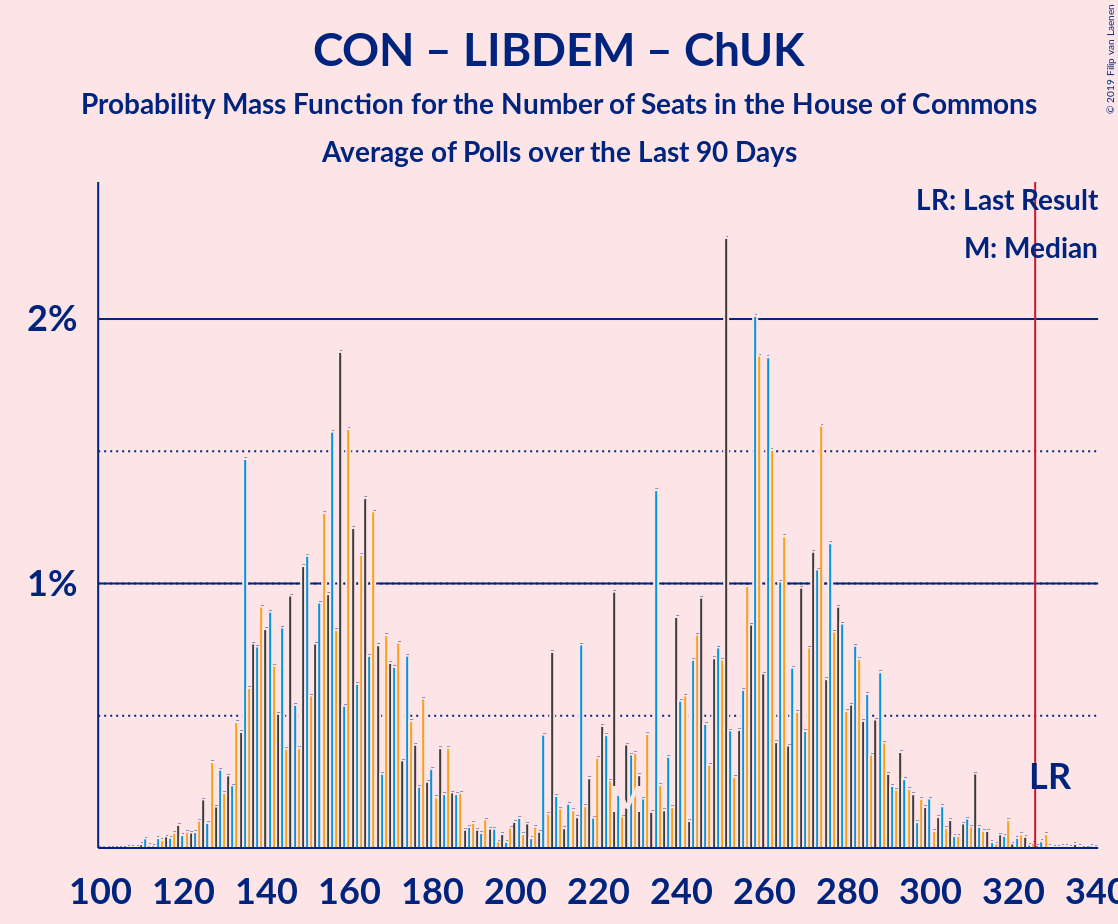 CON – LIBDEM – ChUK
Probability Mass Function for the Number of Seats in the House of Commons
Average of Polls over the Last 90 Days
© 2019 Filip van Laenen
LR: Last Result
M: Median
2%
1%
LR
100 120 140 160 180 200 220 240 260 280 300 320 340